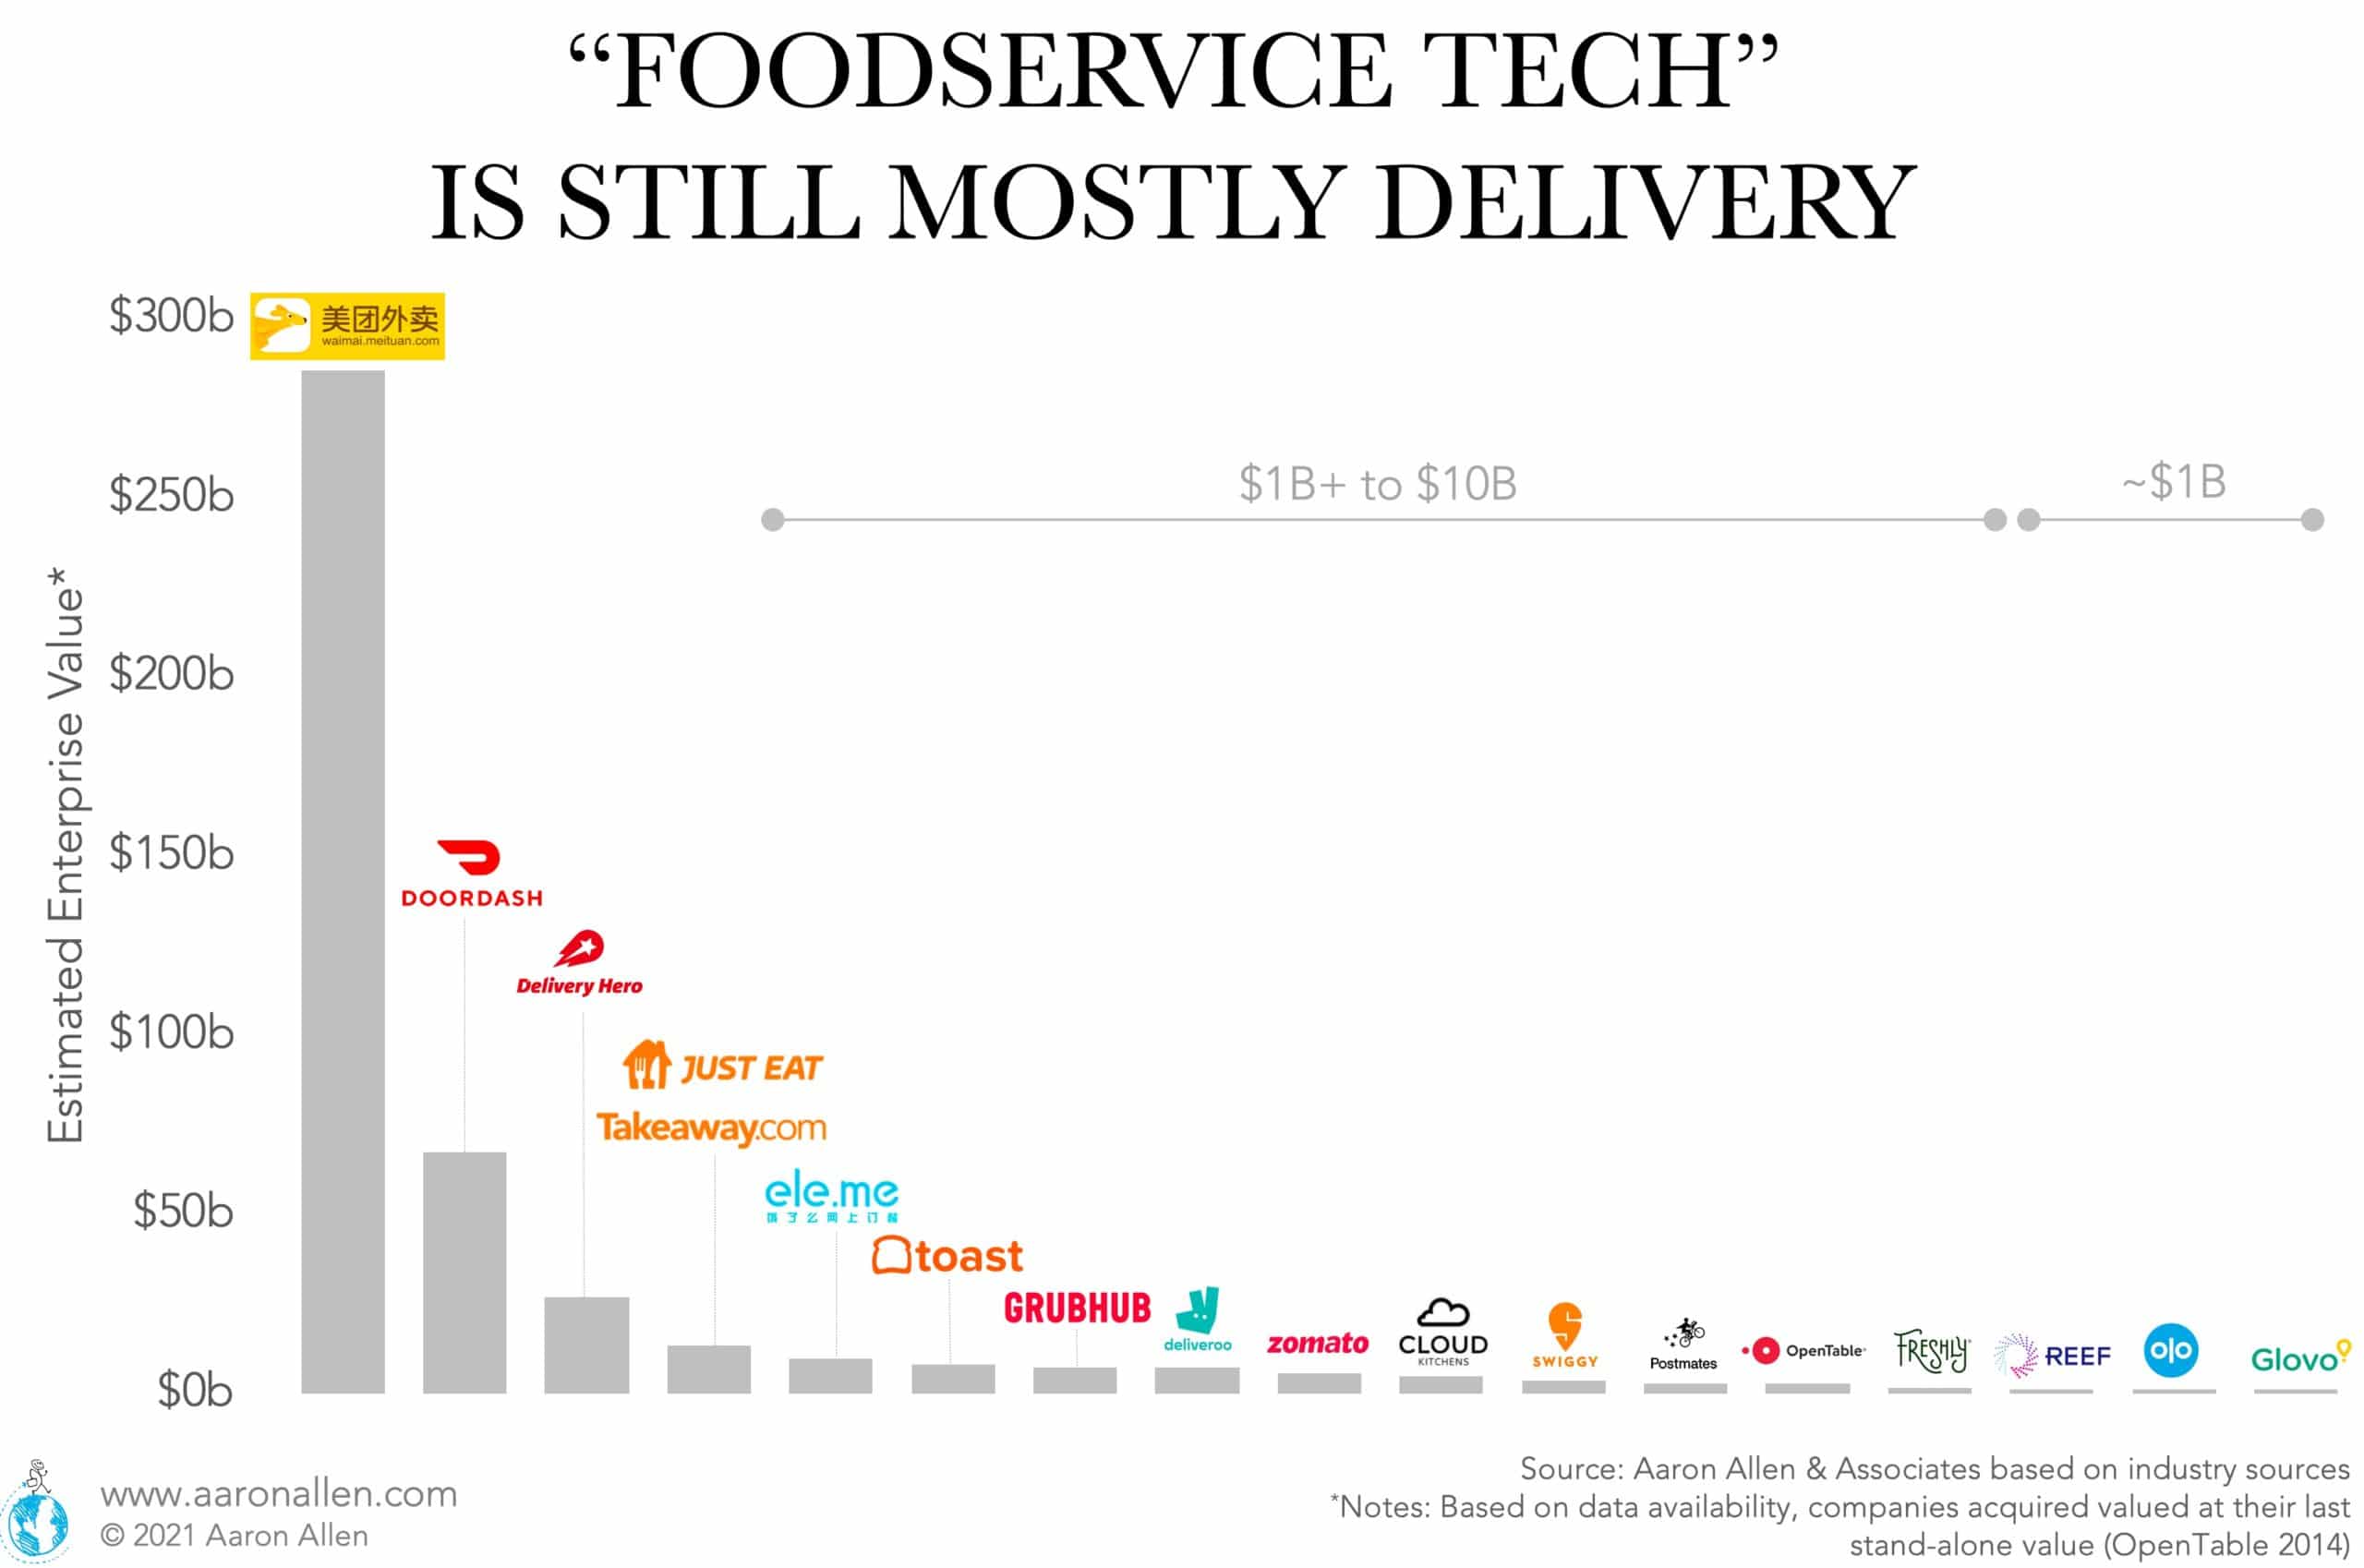 “FOODSERVICE TECH”
IS STILL MOSTLY DELIVERY
Estimated Enterprise Value*
$300b
$250b
$200b
$150b
$100b
$50b
$0b
美团外卖
waimai.meituan.com
$1B+ to $10B
~$1B
DOORDASH
Delivery Hero
JUST EAT
Takeaway.com
ele.me
饿了么网上订餐
toast
GRUBHUB
deliveroo
zomato
CLOUD
KITCHENS
SWIGGY
Postmates
OpenTable
FRESHLY
REEF
olo
Glovo
www.aaronallen.com
© 2021 Aaron Allen
Source: Aaron Allen & Associates based on industry sources
*Notes: Based on data availability, companies acquired valued at their last
stand-alone value (OpenTable 2014)